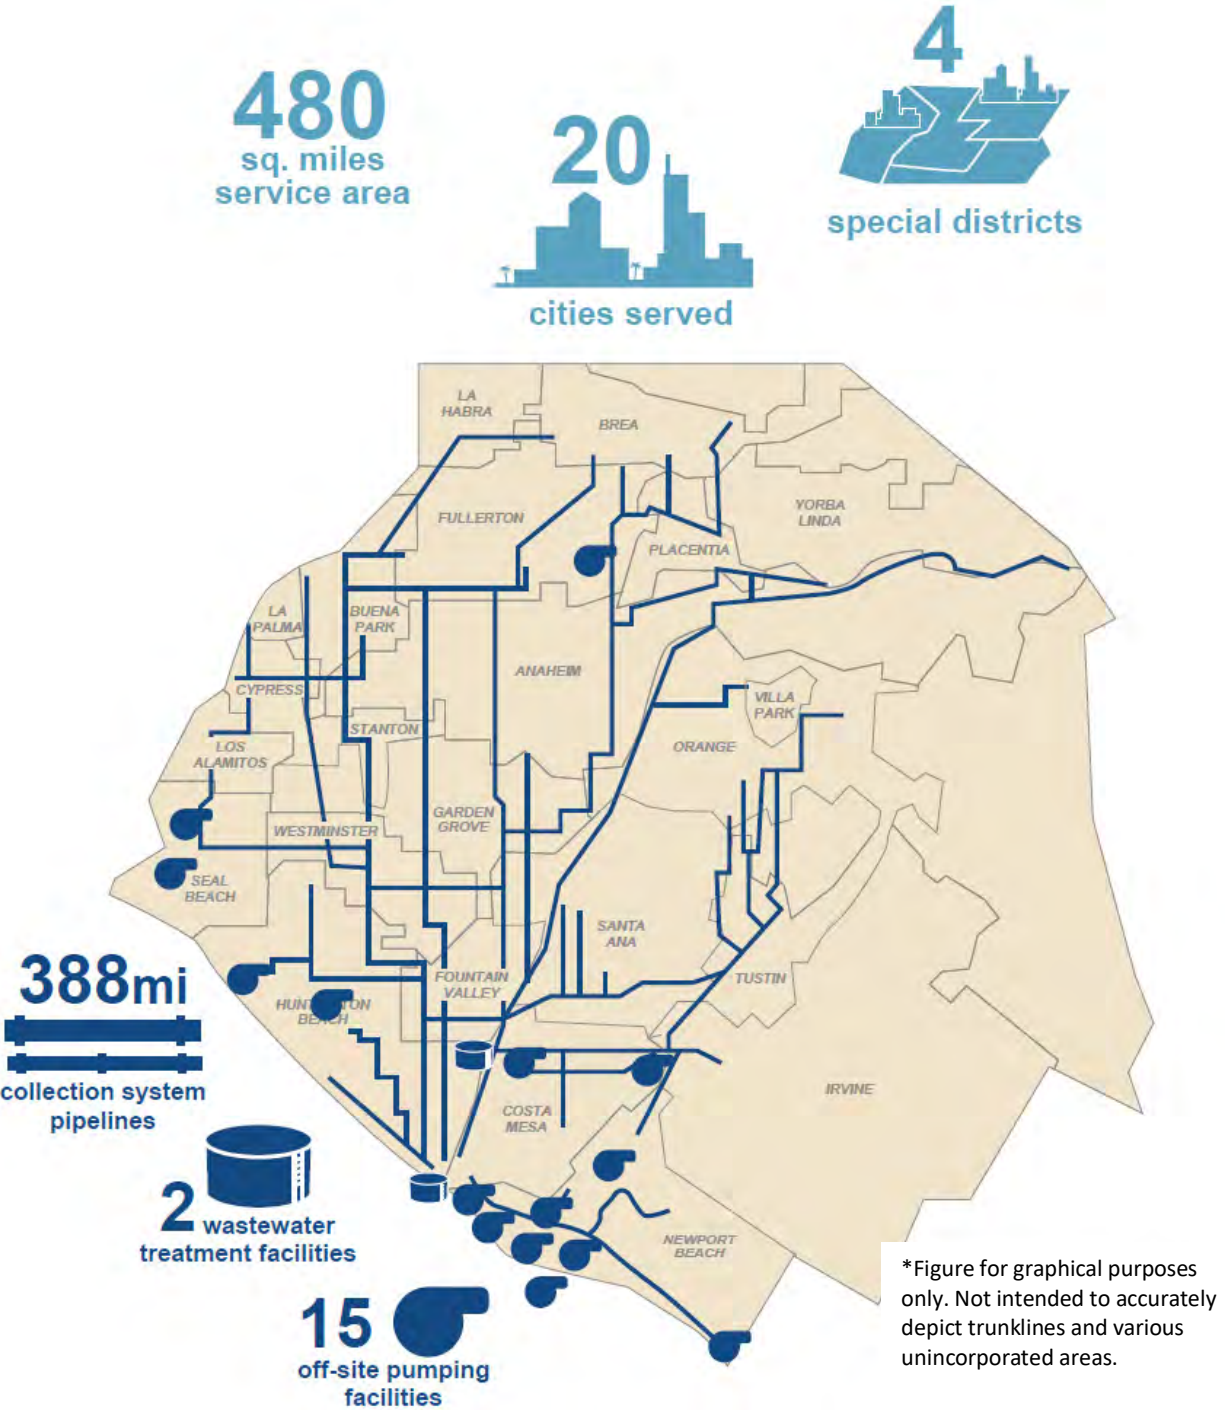 4
480
sq. miles
service area
20
special districts
cities served
LA
HABRA
BREA
FULLERTON
YORBA
LINDA
PLACENTIA
LA
PALMA
BUENA
PARK
ANAHEIM
CYPRESS
VILLA
PARK
STANTON
ORANGE
LOS
ALAMITOS
GARDEN
GROVE
WESTMINSTER
SEAL
BEACH
SANTA
ANA
388mi
FOUNTAIN
VALLEY
TUSTIN
HUNTINGTON
BEACH
collection system
pipelines
IRVINE
COSTA
MESA
2 wastewater
treatment facilities
NEWPORT
BEACH
15
off-site pumping
facilities
*Figure for graphical purposes
only. Not intended to accurately
depict trunklines and various
unincorporated areas.